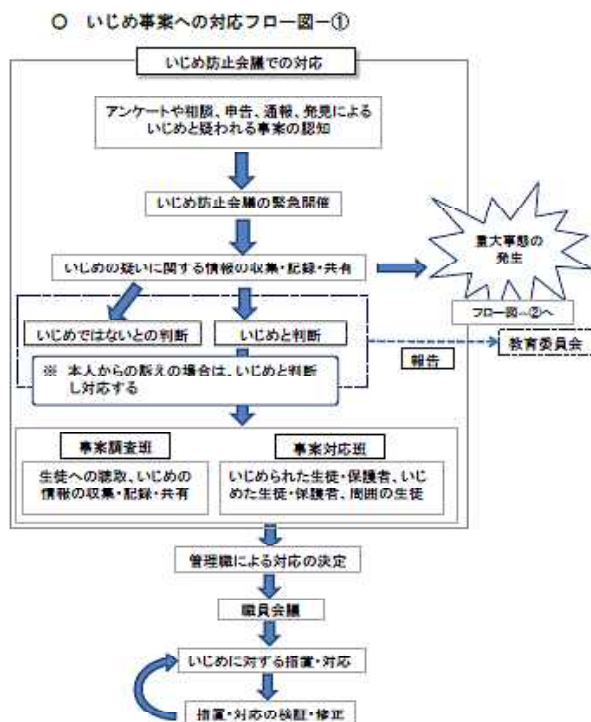 ○ いじめ事案への対応フロー図－①
いじめ防止会議での対応
アンケートや相談、申告、通報、発見による
いじめと疑われる事案の認知
いじめ防止会議の緊急開催
いじめの疑いに関する情報の収集・記録・共有
重大事態の
発生
フロー図－②へ
いじめではないとの判断
いじめと判断
※ 本人からの訴えの場合は、いじめと判断
し対応する
報告
教育委員会
事案調査班
生徒への聴取、いじめの
情報の収集・記録・共有
事案対応班
いじめられた生徒・保護者、いじ
めた生徒・保護者、周囲の生徒
管理職による対応の決定
職員会議
いじめに対する措置・対応
措置・対応の検証・修正